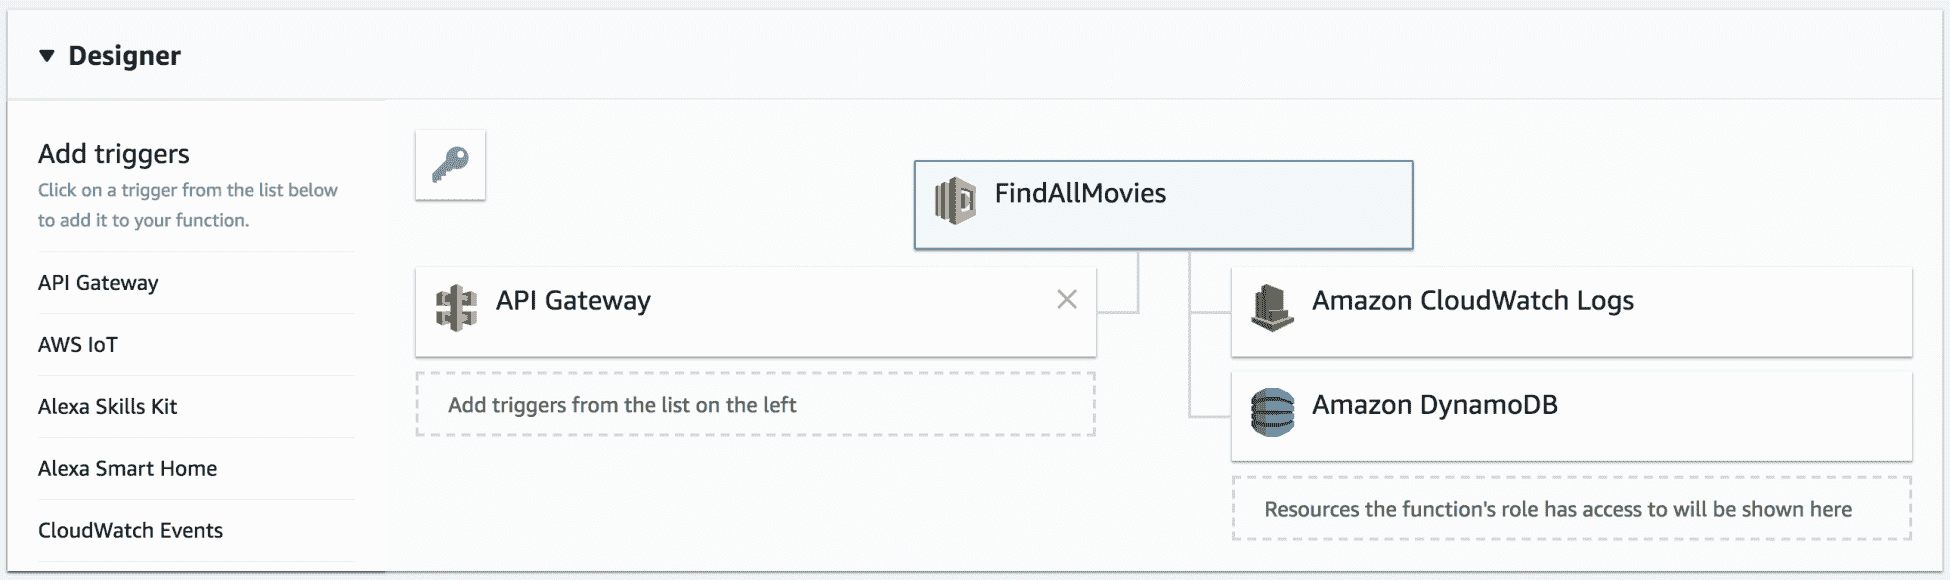 Designer
Add triggers
Click on a trigger from the list below
to add it to your function.
API Gateway
AWS IoT
Alexa Skills Kit
Alexa Smart Home
CloudWatch Events
FindAllMovies
API Gateway
Add triggers from the list on the left
Amazon CloudWatch Logs
Amazon DynamoDB
Resources the function's role has access to will be shown here